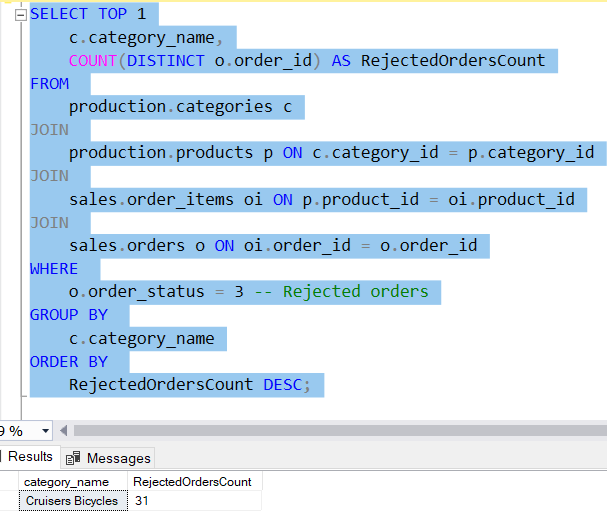 SELECT TOP 1
c.category_name,
COUNT(DISTINCT o.order_id) AS RejectedOrdersCount
FROM
production.categories c
JOIN
production.products p ON c.category_id = p.category_id
JOIN
sales.order_items oi ON p.product_id = oi.product_id
JOIN
sales.orders o ON oi.order_id = o.order_id
WHERE
o.order_status = 3 -- Rejected orders
GROUP BY
c.category_name
ORDER BY
RejectedOrdersCount DESC;
9 %
Results Messages
category_name RejectedOrdersCount
Cruisers Bicycles 31